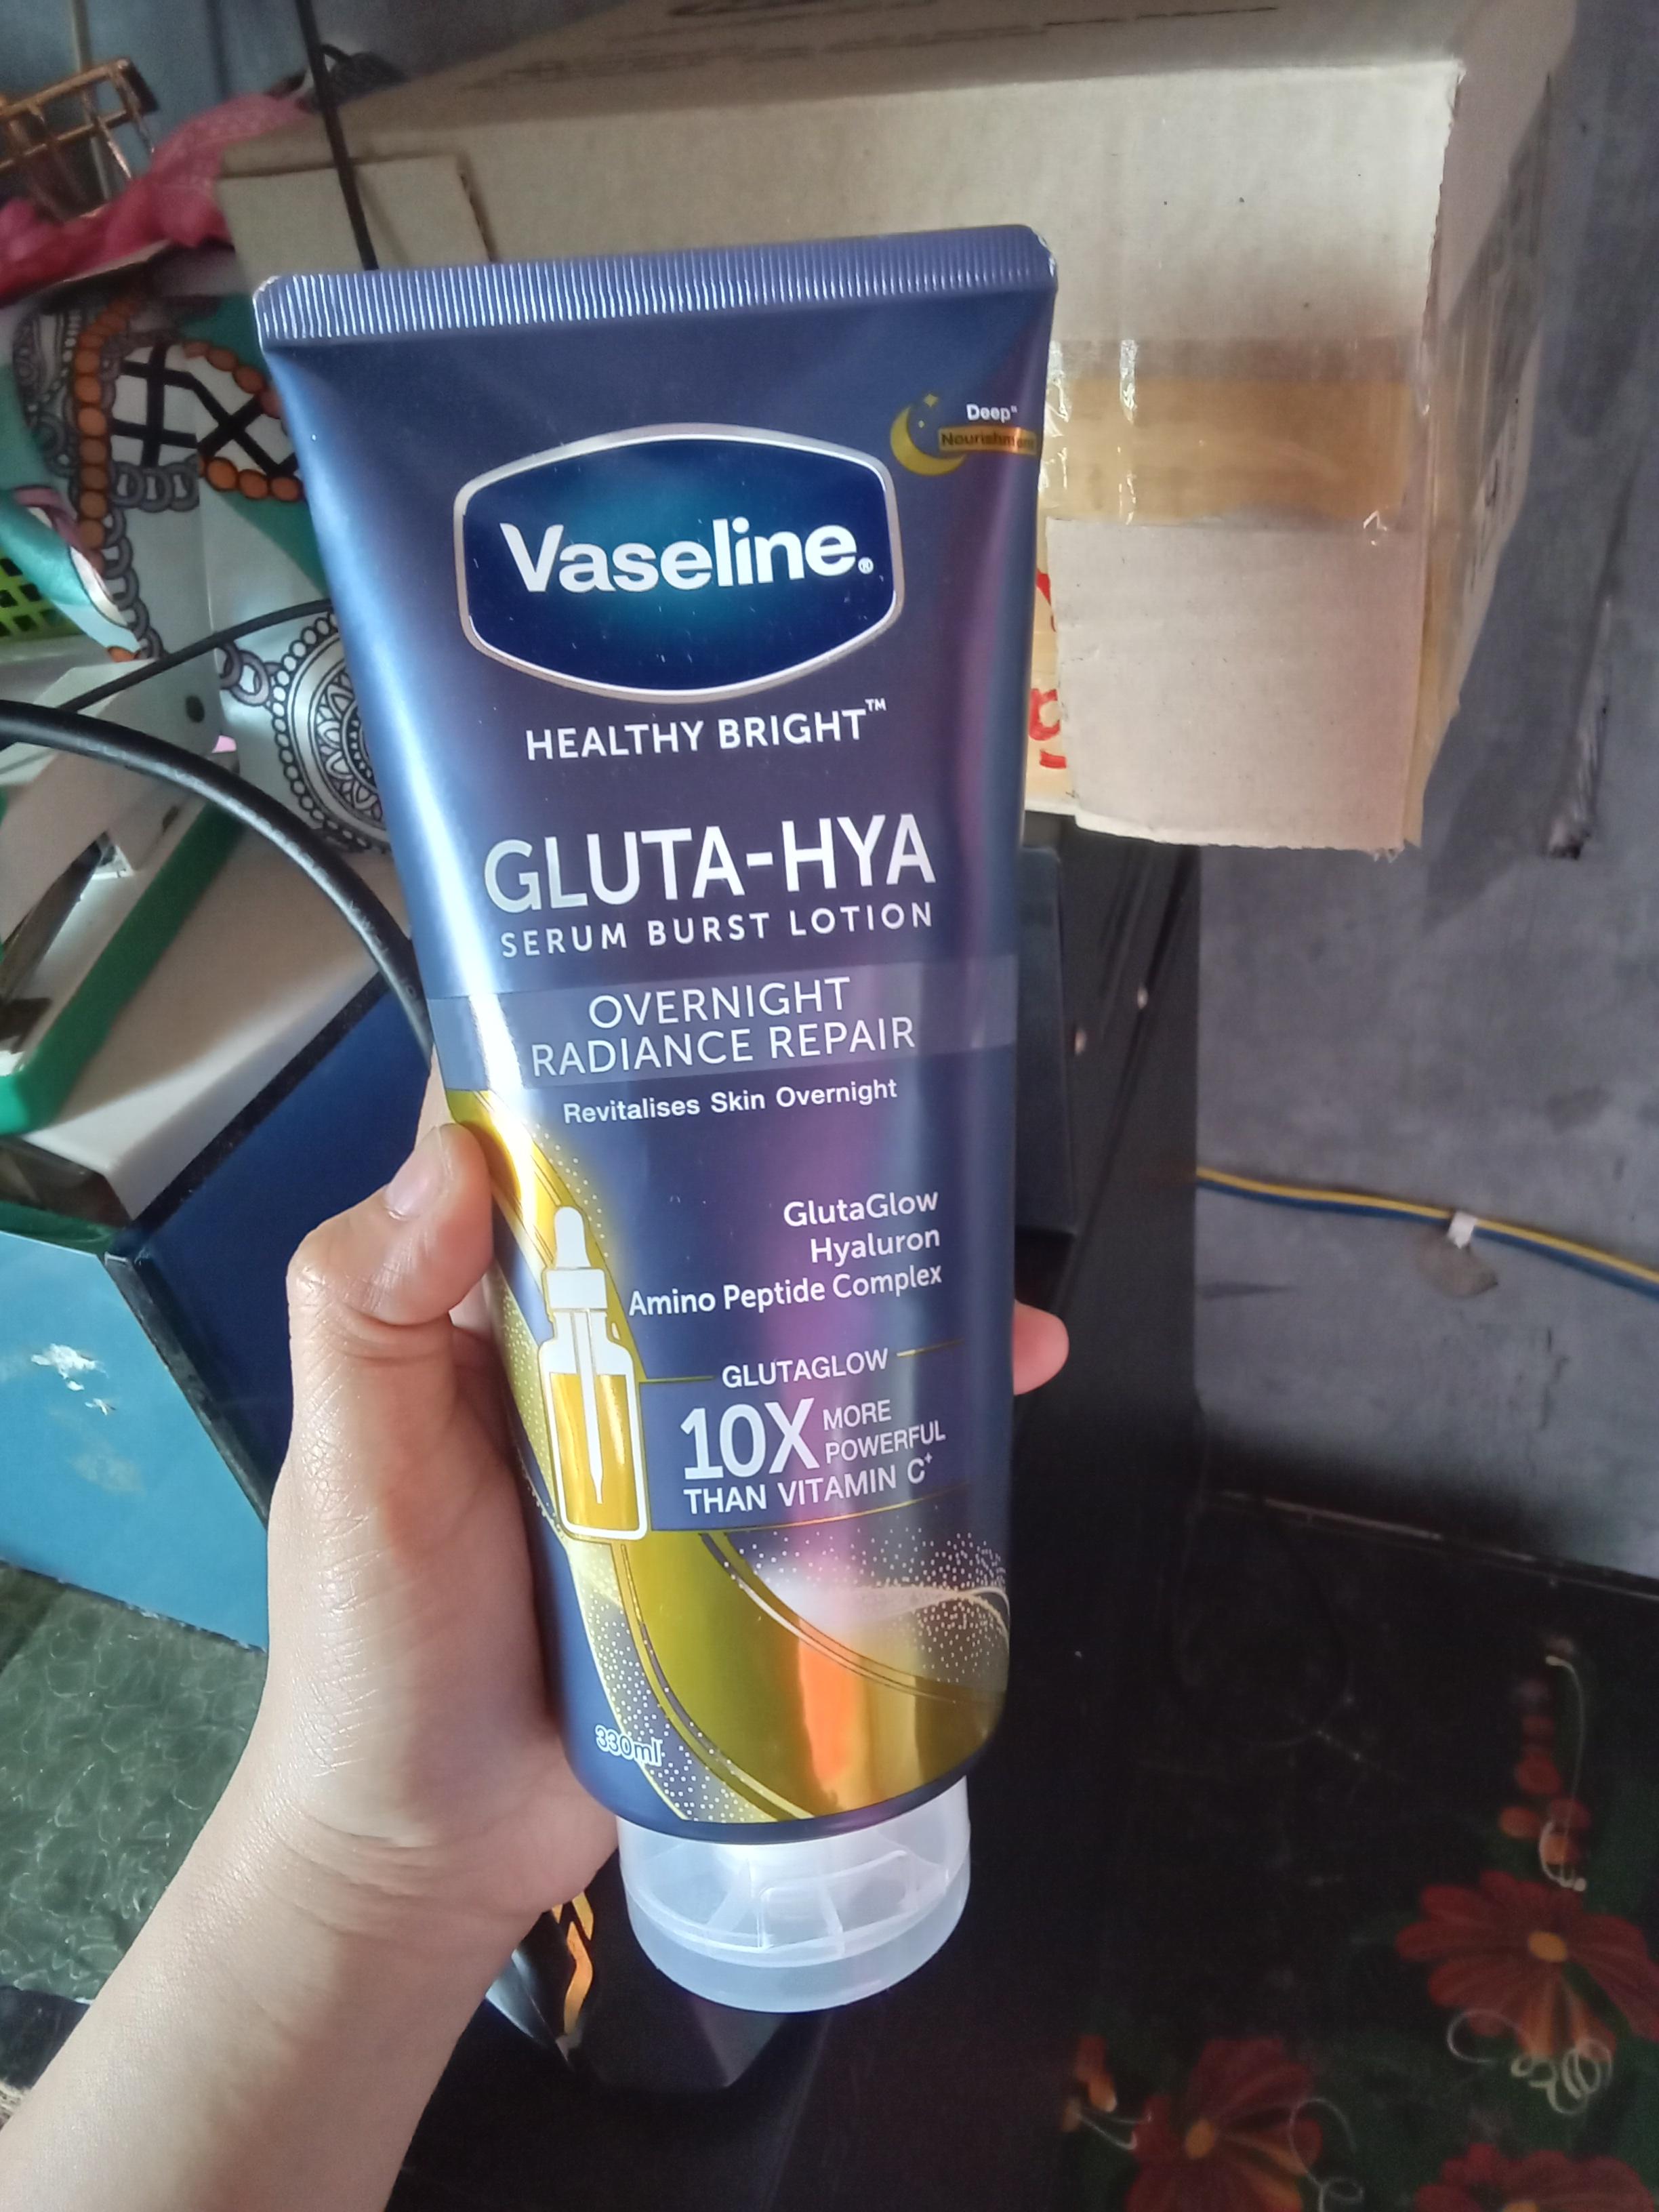 Deep
Nourishment
Vaseline®
HEALTHY BRIGHT™
GLUTA-HYA
SERUM BURST LOTION
OVERNIGHT
RADIANCE REPAIR
Revitalises Skin Overnight
GlutaGlow
Hyaluron
Amino Peptide Complex
GLUTAGLOW
10X MORE
POWERFUL
THAN VITAMIN C⁺
330ml